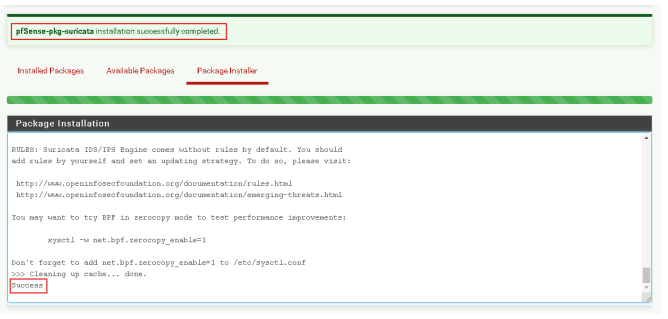 pfSense-pkg-suricata installation successfully completed.
Installed Packages Available Packages Package Installer
Package Installation
RULES: Suricata IDS/IPS Engine comes without rules by default. You should
add rules by yourself and set an updating strategy. To do so, please visit:
http://www.openinfosecfoundation.org/documentation/rules.html
http://www.openinfosecfoundation.org/documentation/emerging-threats.html
You may want to try BPF in zerocopy mode to test performance improvements:
sysctl -w net.bpf.zerocopy_enable=1
Don't forget to add net.bpf.zerocopy_enable=1 to /etc/sysctl.conf
>>> Cleaning up cache... done.
Success